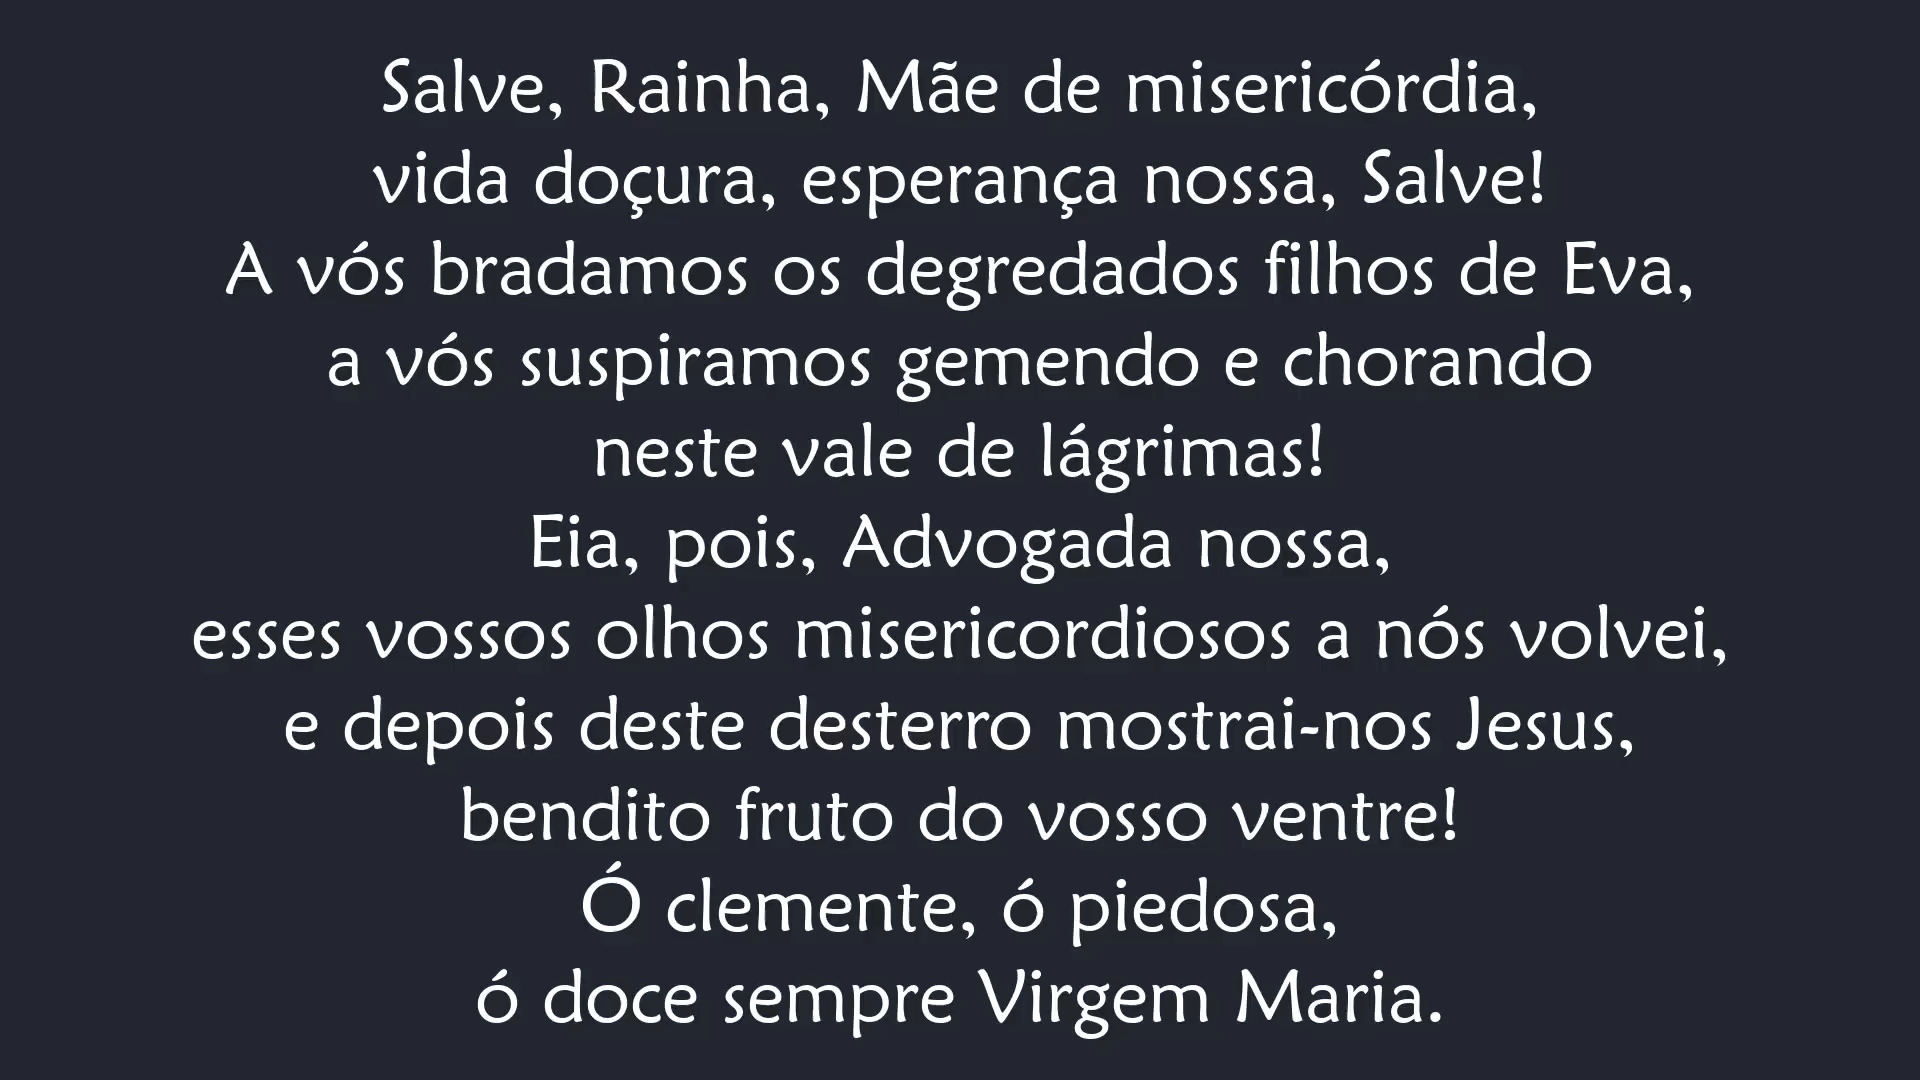 Salve, Rainha, Mãe de misericórdia,
vida doçura, esperança nossa, Salve!
A vós bradamos os degredados filhos de Eva,
a vós suspiramos gemendo e chorando
neste vale de lágrimas!
Eia, pois, Advogada nossa,
esses vossos olhos misericordiosos a nós volvei,
e depois deste desterro mostrai-nos Jesus,
bendito fruto do vosso ventre!
Ó clemente, ó piedosa,
ó doce sempre Virgem Maria.